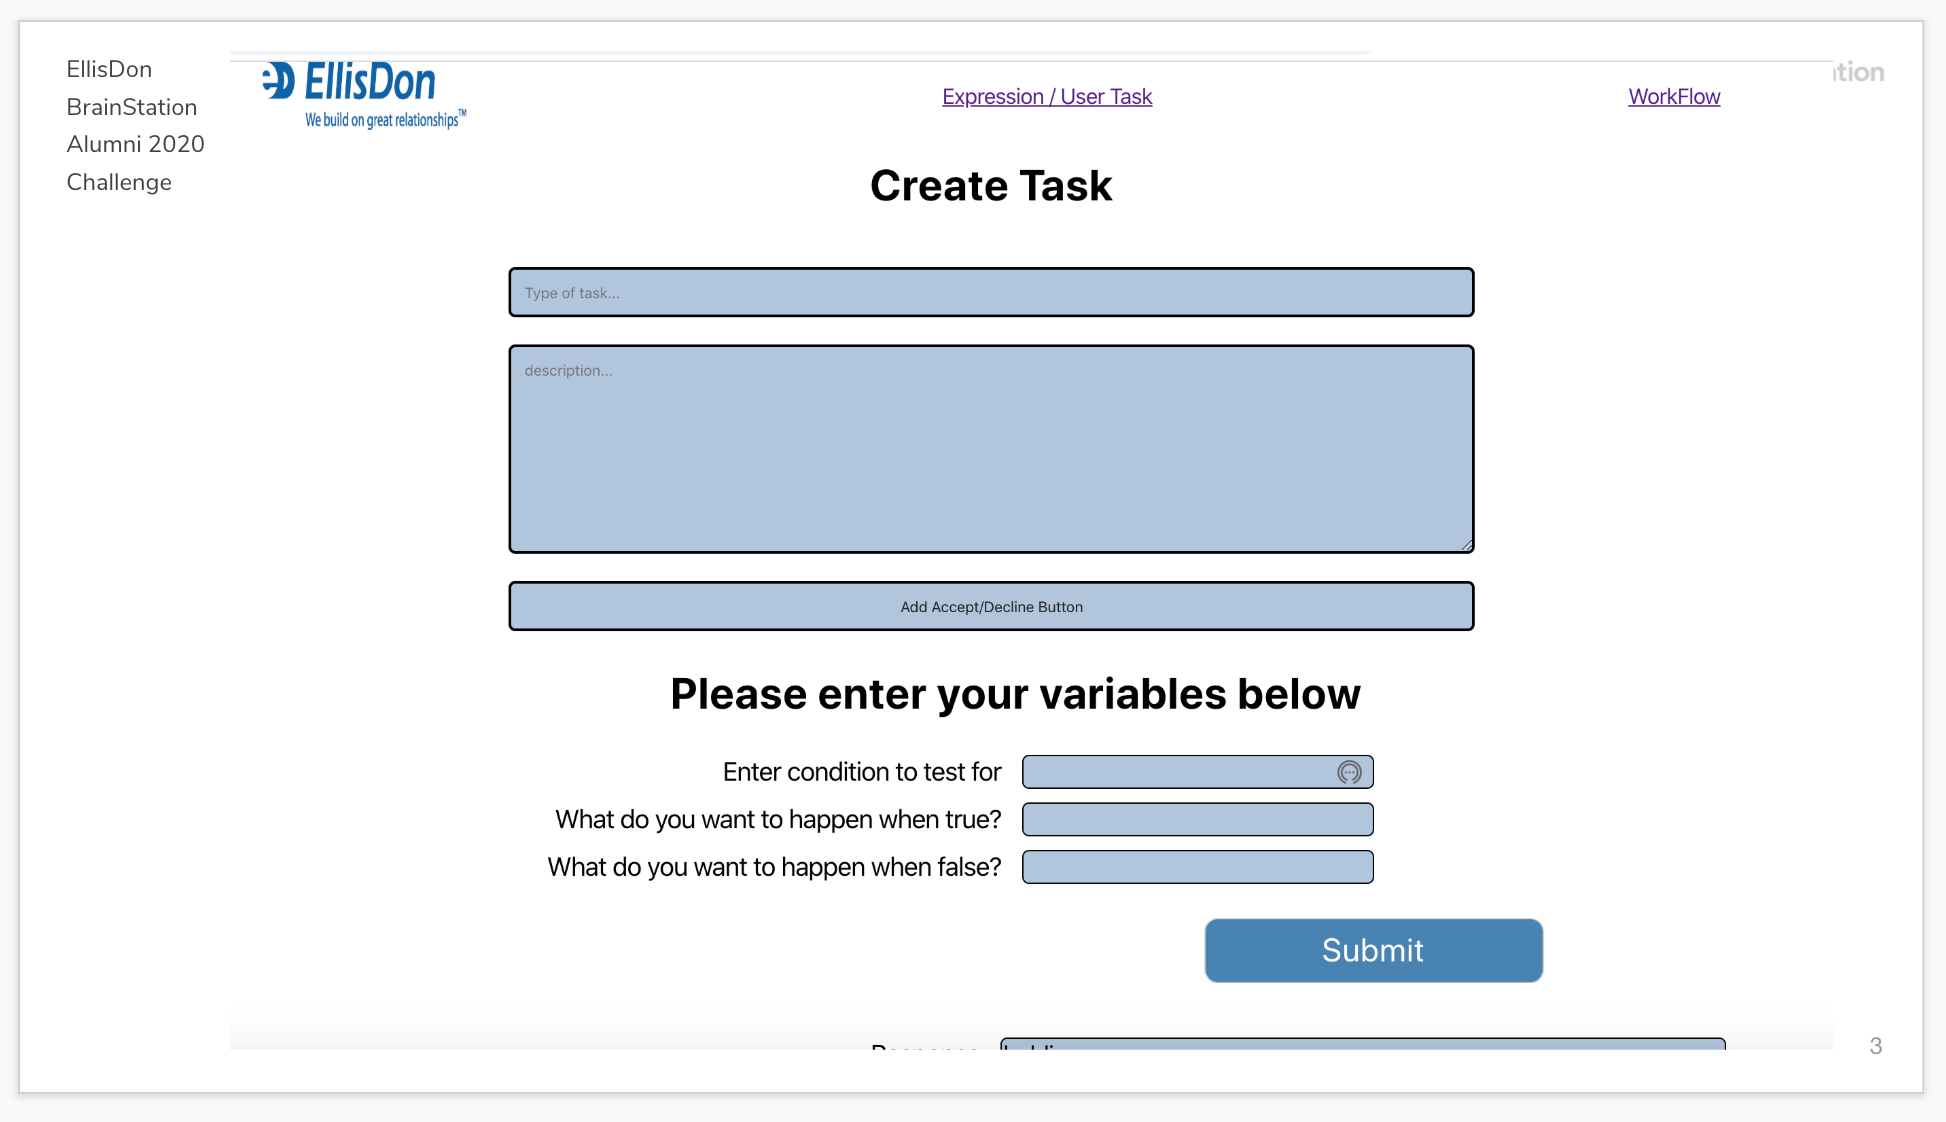 EllisDon
BrainStation
Alumni 2020
Challenge
EllisDon
We build on great relationships™
Expression / User Task
WorkFlow
tion
Create Task
Type of task...
description...
Add Accept/Decline Button
Please enter your variables below
Enter condition to test for
What do you want to happen when true?
What do you want to happen when false?
Submit
3